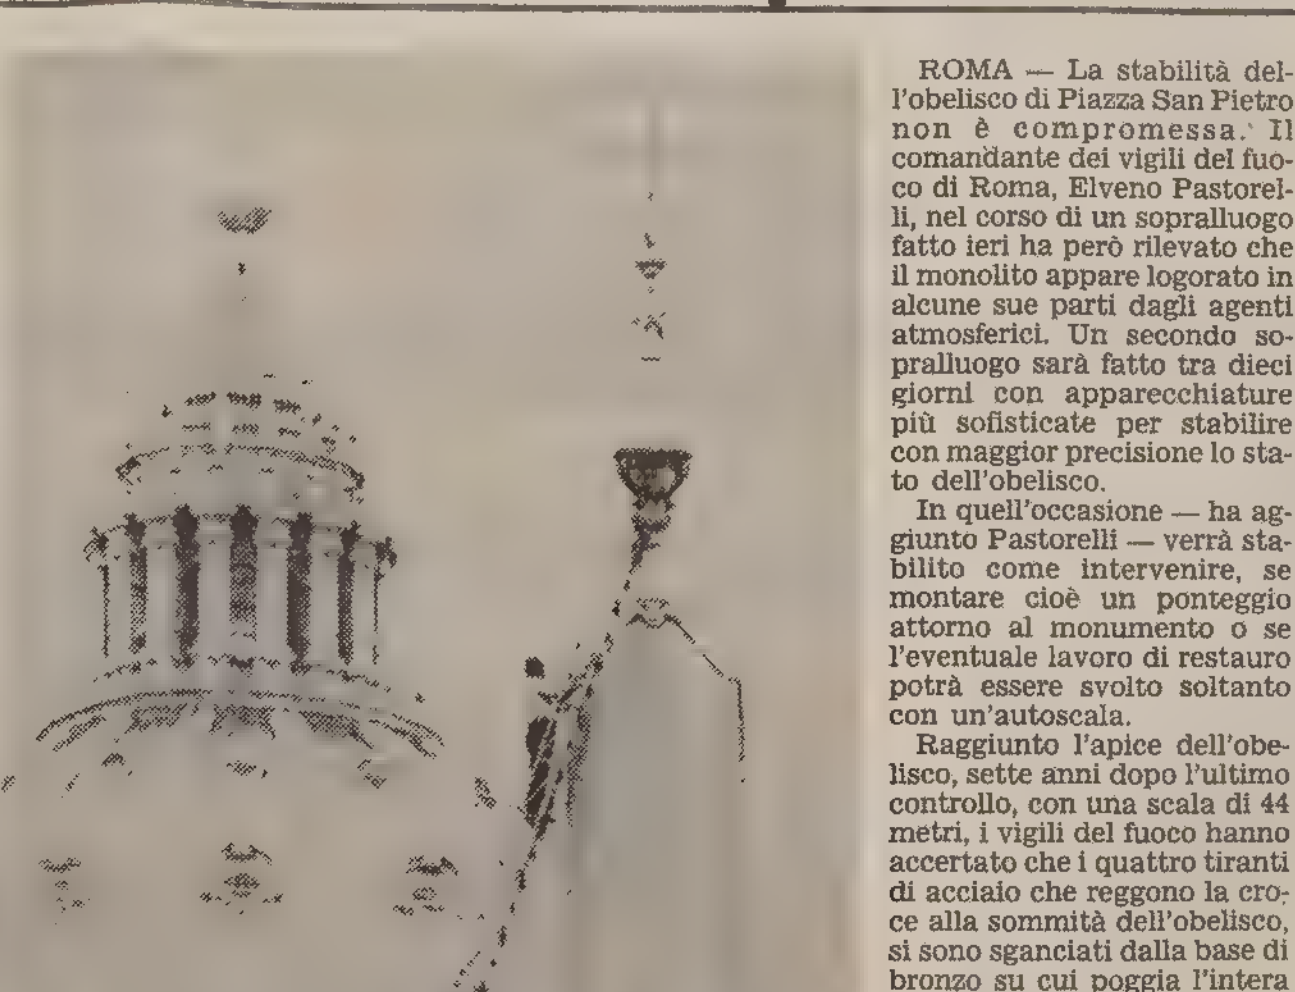 ROMA — La stabilità del-
l'obelisco di Piazza San Pietro
non è compromessa. Il
comandante dei vigili del fuo-
co di Roma, Elveno Pastorel-
li, nel corso di un sopralluogo
fatto ieri ha però rilevato che
il monolito appare logorato in
alcune sue parti dagli agenti
atmosferici. Un secondo so-
pralluogo sarà fatto tra dieci
giorni con apparecchiature
più sofisticate per stabilire
con maggior precisione lo sta-
to dell'obelisco.
In quell'occasione — ha ag-
giunto Pastorelli — verrà sta-
bilito come intervenire, se
montare cioè un ponteggio
attorno al monumento o se
l'eventuale lavoro di restauro
potrà essere svolto soltanto
con un'autoscala.
Raggiunto l'apice dell'obe-
lisco, sette anni dopo l'ultimo
controllo, con una scala di 44
metri, i vigili del fuoco hanno
accertato che i quattro tiranti
di acciaio che reggono la cro-
ce alla sommità dell'obelisco,
si sono sganciati dalla base di
bronzo su cui poggia l'intera